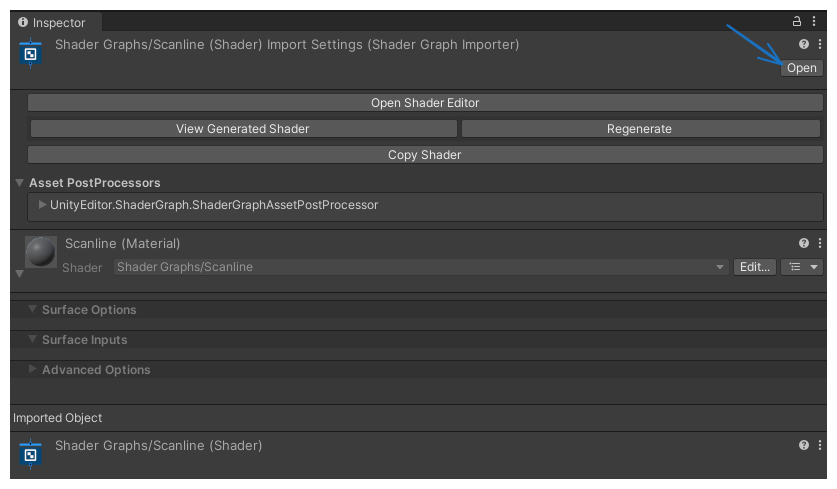 Inspector
Shader Graphs/Scanline (Shader) Import Settings (Shader Graph Importer)
Open
Open Shader Editor
View Generated Shader Regenerate
Copy Shader
Asset PostProcessors
UnityEditor.ShaderGraph.ShaderGraphAssetPostProcessor
Scanline (Material)
Shader Shader Graphs/Scanline Edit...
Surface Options
Surface Inputs
Advanced Options
Imported Object
Shader Graphs/Scanline (Shader)